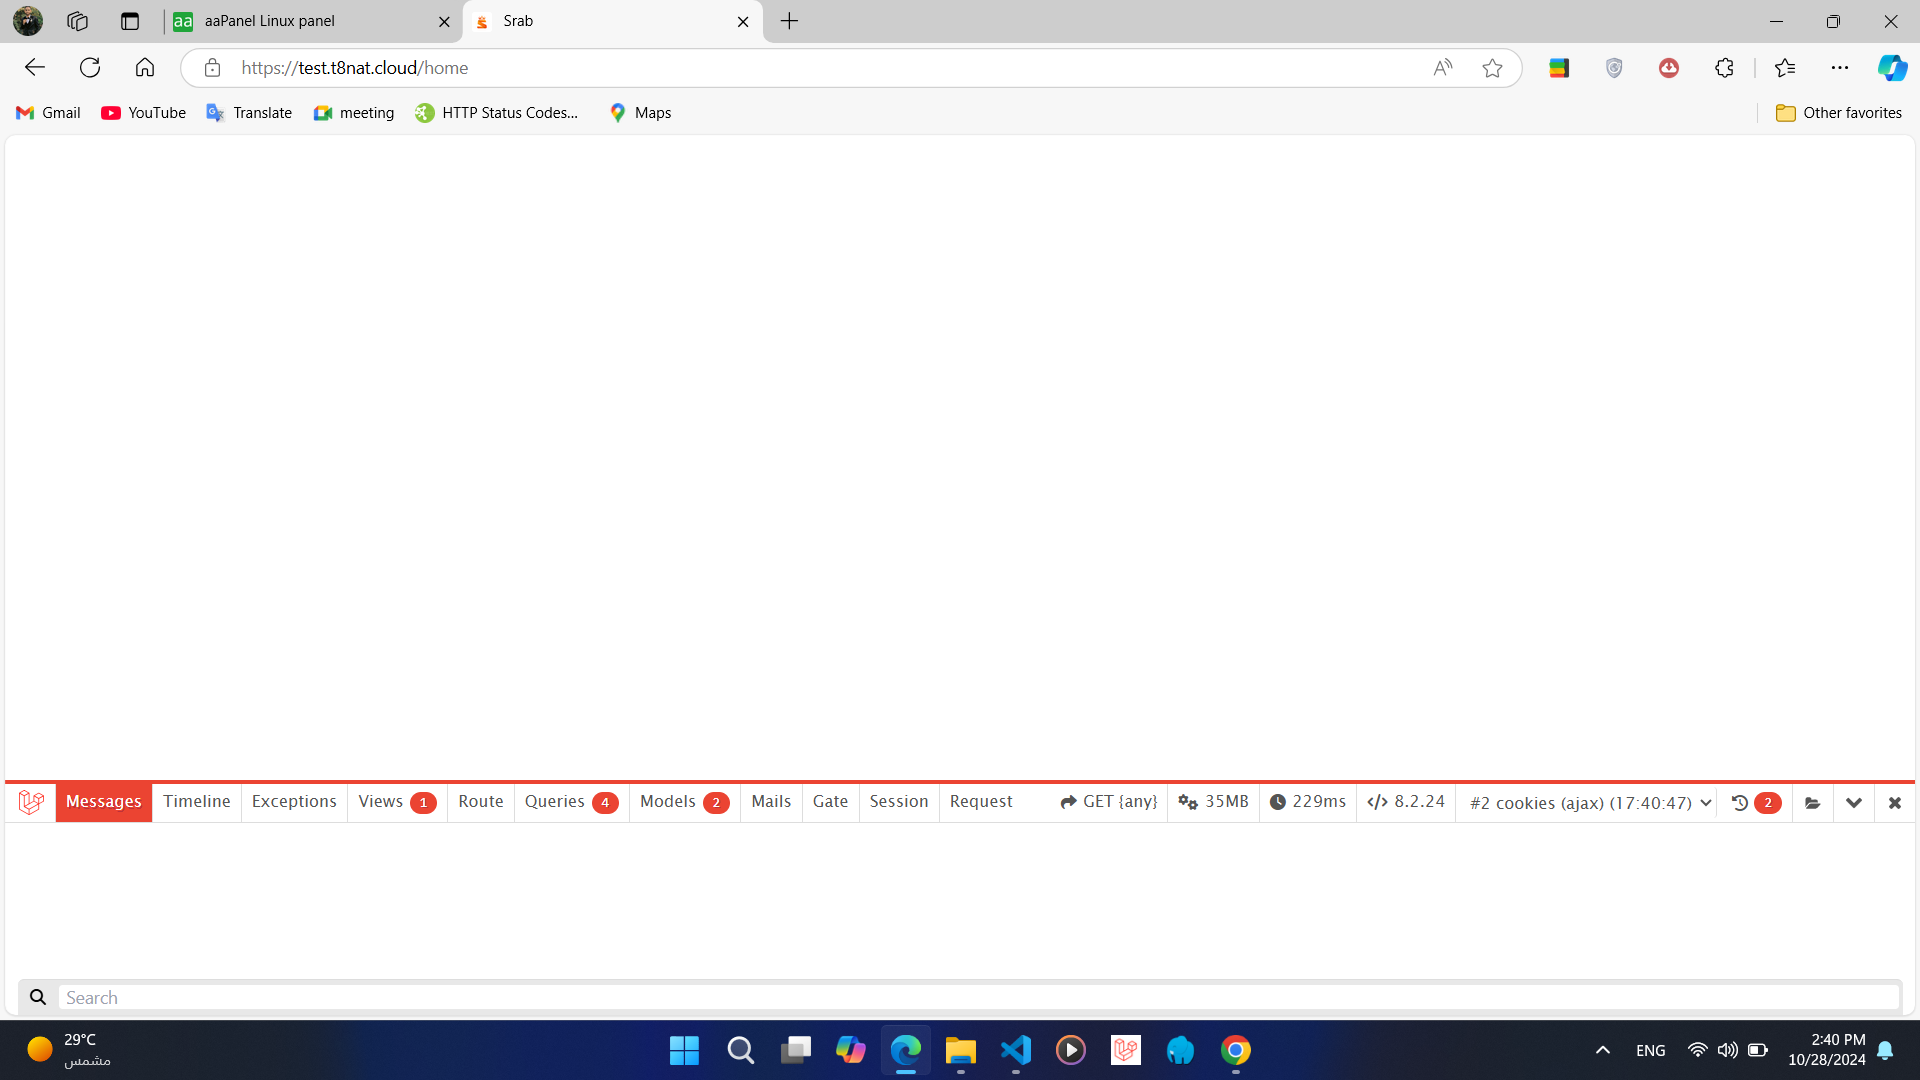 aa aaPanel Linux panel
Srab
https://test.t8nat.cloud/home
Gmail
YouTube
Translate
meeting
HTTP Status Codes...
Maps
Other favorites
Messages
Timeline
Exceptions
Views 1
Route
Queries 4
Models 2
Mails
Gate
Session
Request
GET {any}
35MB
229ms
8.2.24
#2 cookies (ajax) (17:40:47)
2
Search
29°C
مشمس
ENG
2:40 PM
10/28/2024